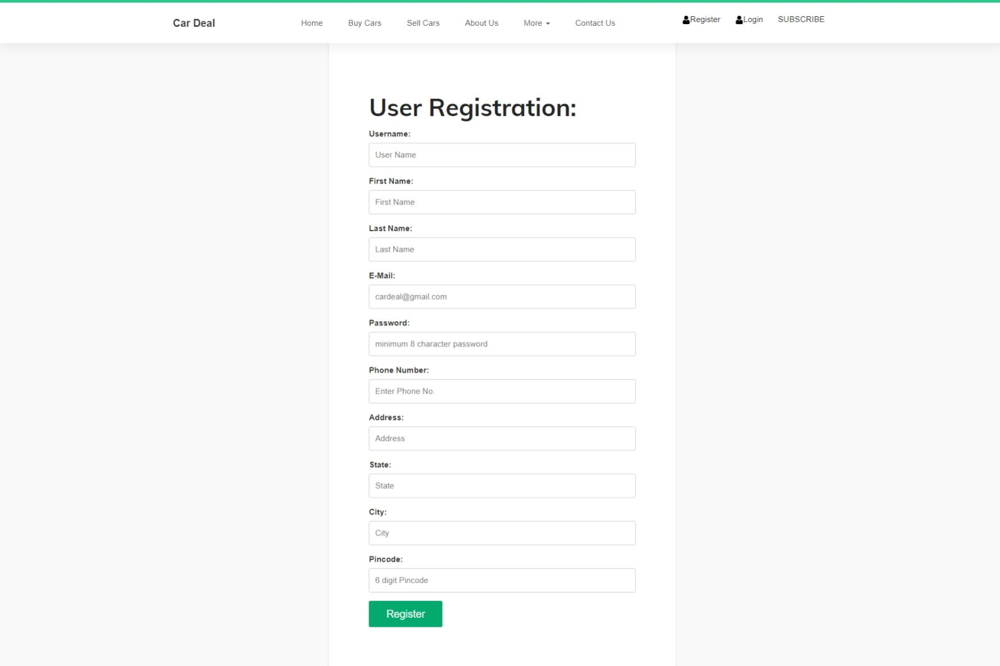 Car Deal Home Buy Cars Sell Cars About Us More Contact Us Register Login SUBSCRIBE
User Registration:
Username:
User Name
First Name:
First Name
Last Name:
Last Name
E-Mail:
cardeal@gmail.com
Password:
minimum 8 character password
Phone Number:
Enter Phone No.
Address:
Address
State:
State
City:
City
Pincode:
6 digit Pincode
Register